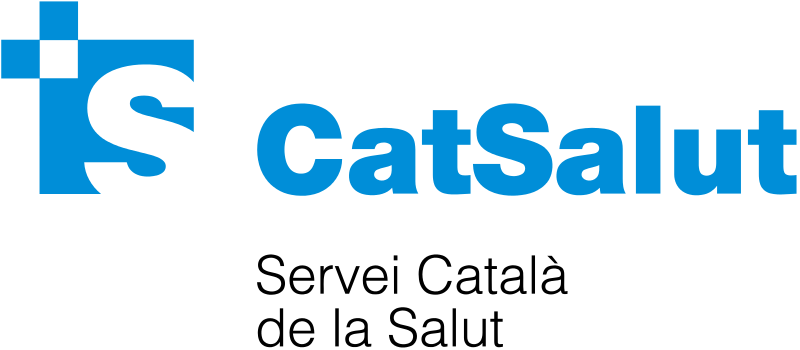 S
CatSalut
Servei Català
de la Salut